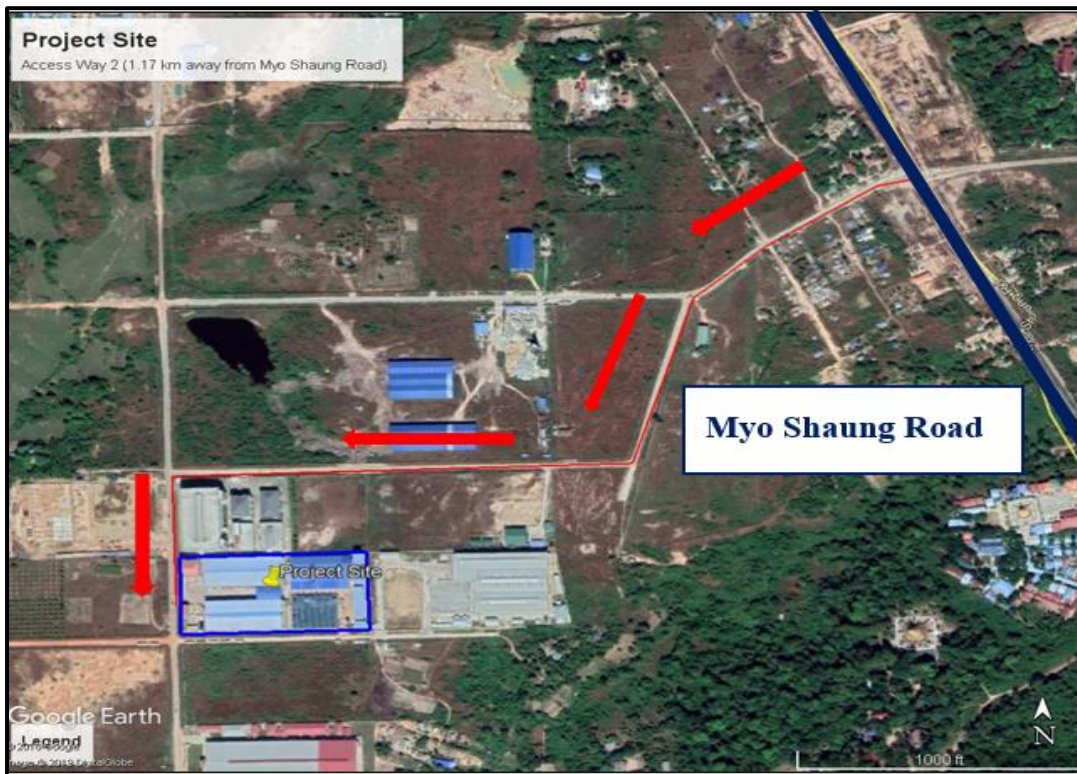 Project Site
Access Way 2 (1.17 km away from Myo Shaung Road)
Myo Shaung Road
Project Site
Google Earth
Legend
N
1000 ft